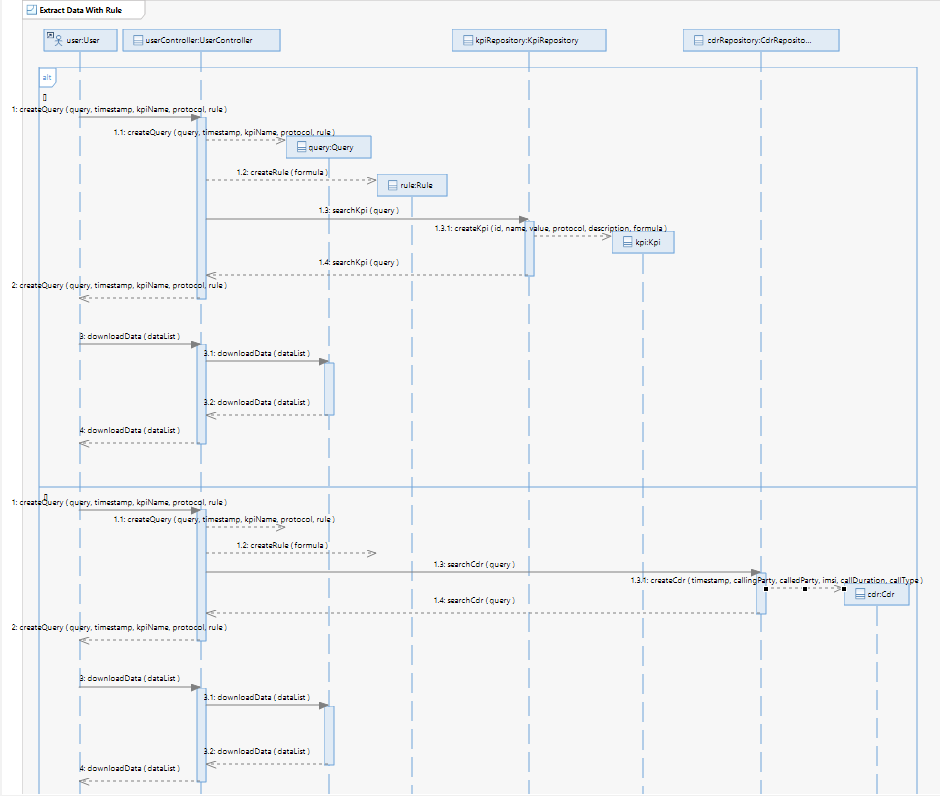 Extract Data With Rule
user:User
userController:UserController
kpiRepository:KpiRepository
cdrRepository:CdrReposito...
alt
[]
1: createQuery ( query, timestamp, kpiName, protocol, rule )
1.1: createQuery ( query, timestamp, kpiName, protocol, rule )
query:Query
1.2: createRule ( formula )
rule:Rule
1.3: searchKpi ( query )
1.3.1: createKpi ( id, name, value, protocol, description, formula )
kpi:Kpi
1.4: searchKpi ( query )
2: createQuery ( query, timestamp, kpiName, protocol, rule )
3: downloadData ( dataList )
3.1: downloadData ( dataList )
3.2: downloadData ( dataList )
4: downloadData ( dataList )
[]
1: createQuery ( query, timestamp, kpiName, protocol, rule )
1.1: createQuery ( query, timestamp, kpiName, protocol, rule )
1.2: createRule ( formula )
1.3: searchCdr ( query )
1.3.1: createCdr ( timestamp, callingParty, calledParty, imsi, callDuration, callType )
cdr:Cdr
1.4: searchCdr ( query )
2: createQuery ( query, timestamp, kpiName, protocol, rule )
3: downloadData ( dataList )
3.1: downloadData ( dataList )
3.2: downloadData ( dataList )
4: downloadData ( dataList )